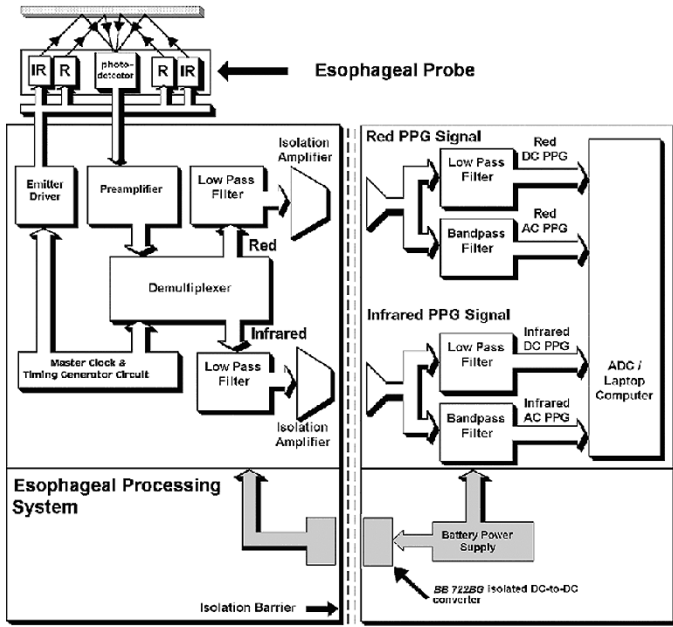 IR
R
photo-
detector
R
IR
Esophageal Probe
Emitter
Driver
Preamplifier
Low Pass
Filter
Isolation
Amplifier
Red
Demultiplexer
Infrared
Master Clock &
Timing Generator Circuit
Low Pass
Filter
Isolation
Amplifier
Red PPG Signal
Low Pass
Filter
Red
DC PPG
Bandpass
Filter
Red
AC PPG
Infrared PPG Signal
Low Pass
Filter
Infrared
DC PPG
Bandpass
Filter
Infrared
AC PPG
ADC /
Laptop
Computer
Esophageal Processing
System
Battery Power
Supply
BB 722BG isolated DC-to-DC
converter
Isolation Barrier